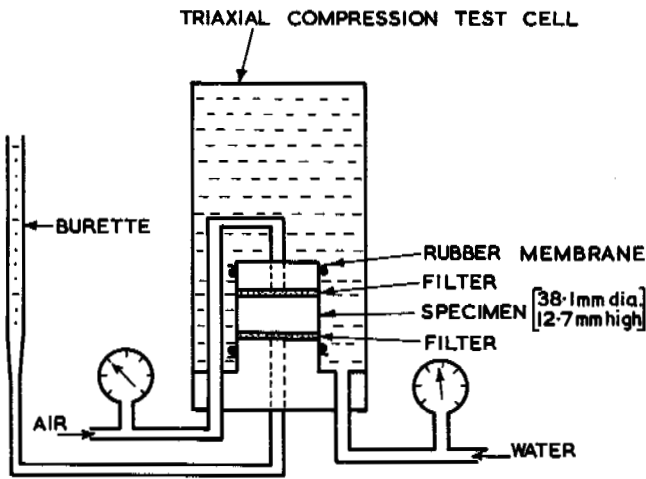 TRIAXIAL COMPRESSION TEST CELL
BURETTE
RUBBER MEMBRANE
FILTER
SPECIMEN [38·1mm dia.
12·7mm high]
FILTER
AIR
WATER